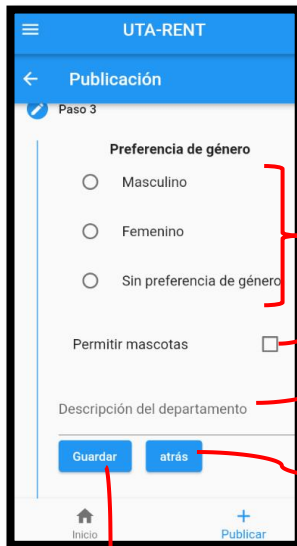 UTA-RENT
Publicación
Paso 3
Preferencia de género
Masculino
Femenino
Sin preferencia de género
Permitir mascotas
Descripción del departamento
Guardar atrás
Inicio Publicar